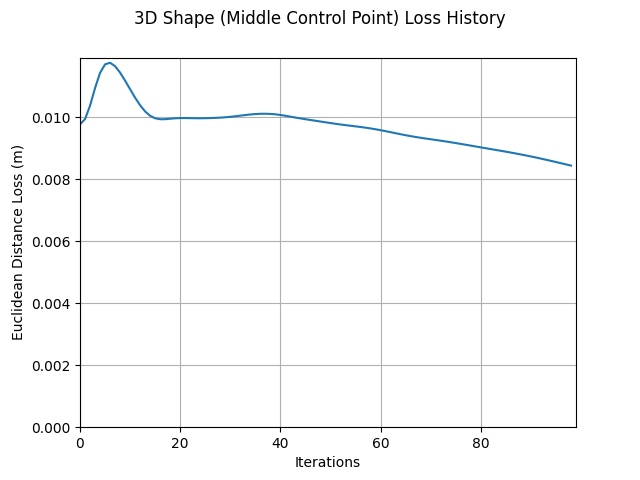 3D Shape (Middle Control Point) Loss History
Euclidean Distance Loss (m)
0.010
0.008
0.006
0.004
0.002
0.000
0 20 40 60 80
Iterations